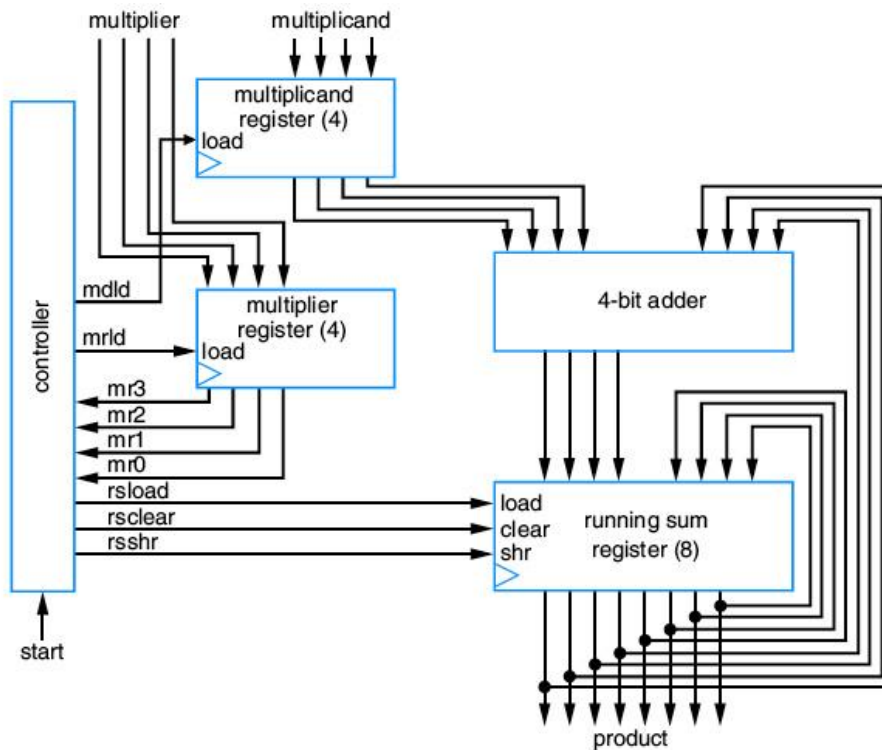 multiplier
multiplicand
multiplicand
register (4)
load
mdld
multiplier
register (4)
load
4-bit adder
controller
mrld
mr3
mr2
mr1
mr0
rsload
rsclear
rsshr
load
clear
shr
running sum
register (8)
start
product